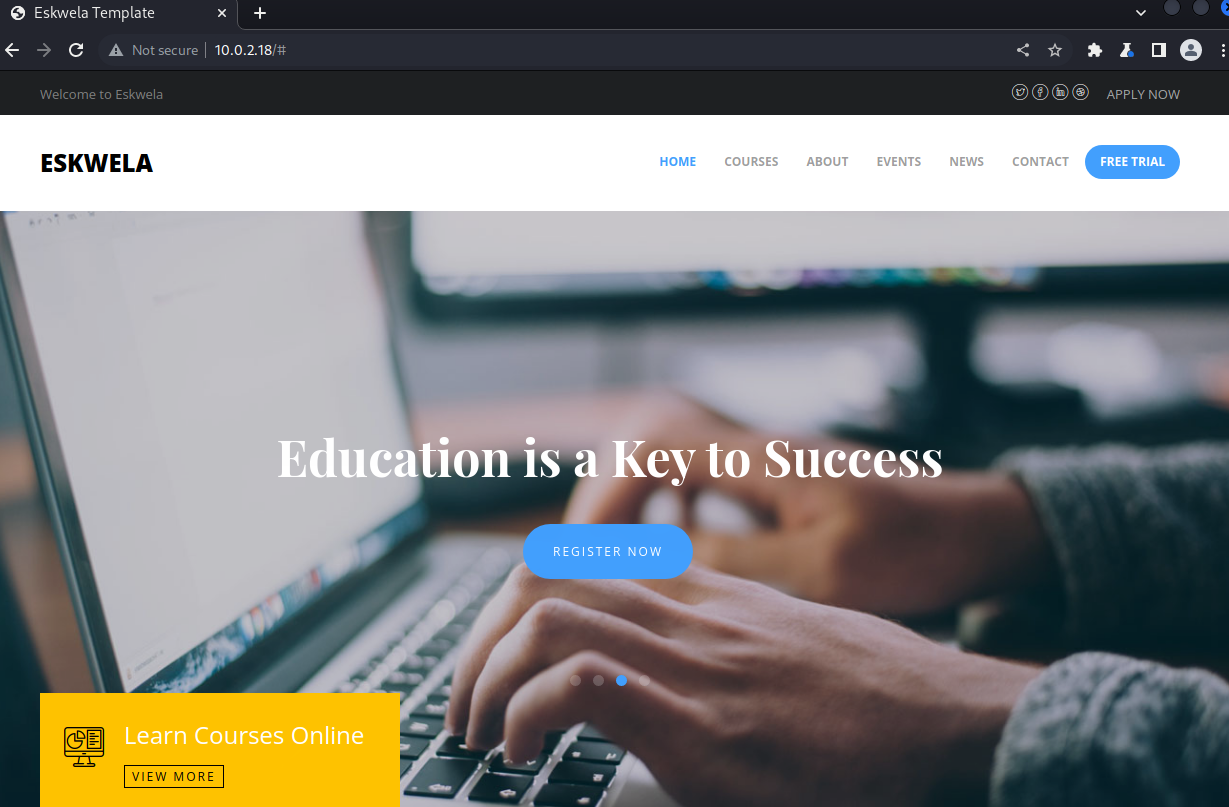 Eskwela Template
Not secure 10.0.2.18/#
Welcome to Eskwela
APPLY NOW
ESKWELA
HOME COURSES ABOUT EVENTS NEWS CONTACT FREE TRIAL
Education is a Key to Success
REGISTER NOW
Learn Courses Online
VIEW MORE